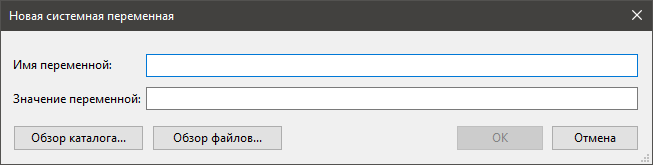 Новая системная переменная
Имя переменной:
Значение переменной:
Обзор каталога... Обзор файлов... OK Отмена